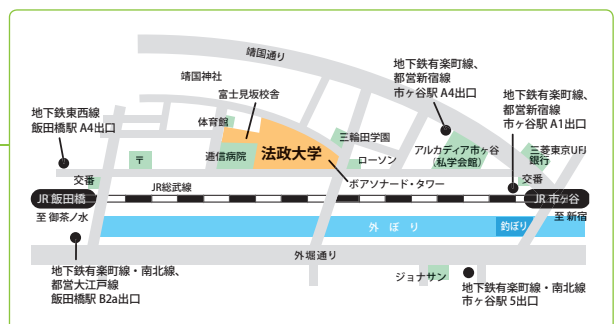 靖国通り
靖国神社
富士見坂校舎
体育館
地下鉄東西線
飯田橋駅 A4出口
〒
逓信病院
法政大学
三輪田学園
ローソン
ボアソナード・タワー
地下鉄有楽町線、
都営新宿線
市ヶ谷駅 A4出口
アルカディア市ヶ谷
(私学会館)
地下鉄有楽町線、
都営新宿線
市ケ谷駅 A1出口
三菱東京UFJ
銀行
交番
交番
JR総武線
JR 飯田橋
JR 市ヶ谷
至 御茶ノ水
至 新宿
外ぼり
釣ぼり
外堀通り
地下鉄有楽町線・南北線、
都営大江戸線
飯田橋駅 B2a出口
ジョナサン
地下鉄有楽町線・南北線
市ヶ谷駅 5出口